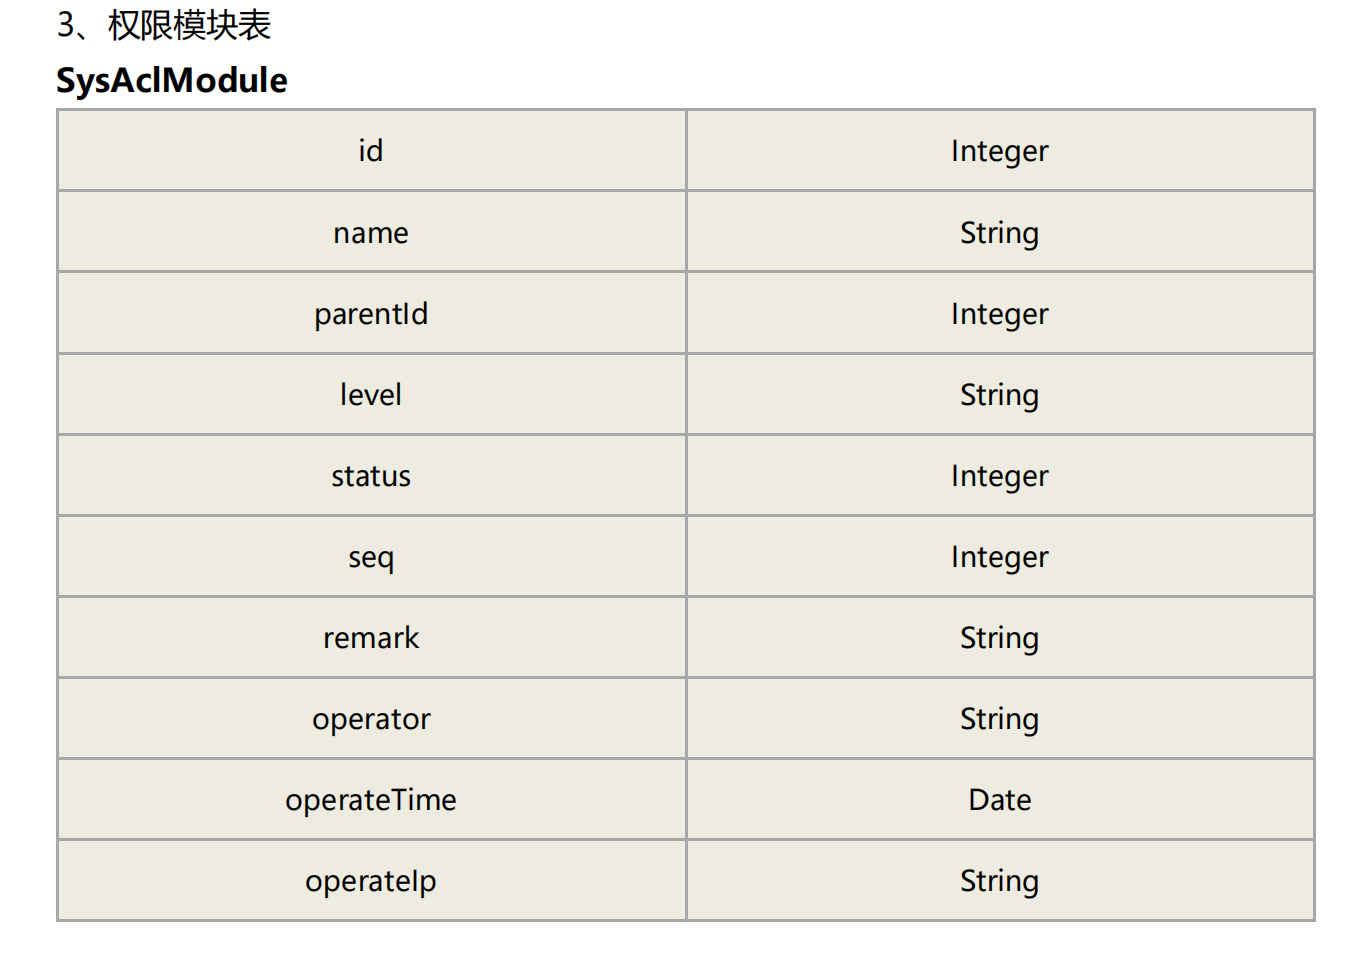 3、权限模块表
SysAclModule
id Integer
name String
parentId Integer
level String
status Integer
seq Integer
remark String
operator String
operateTime Date
operateIp String